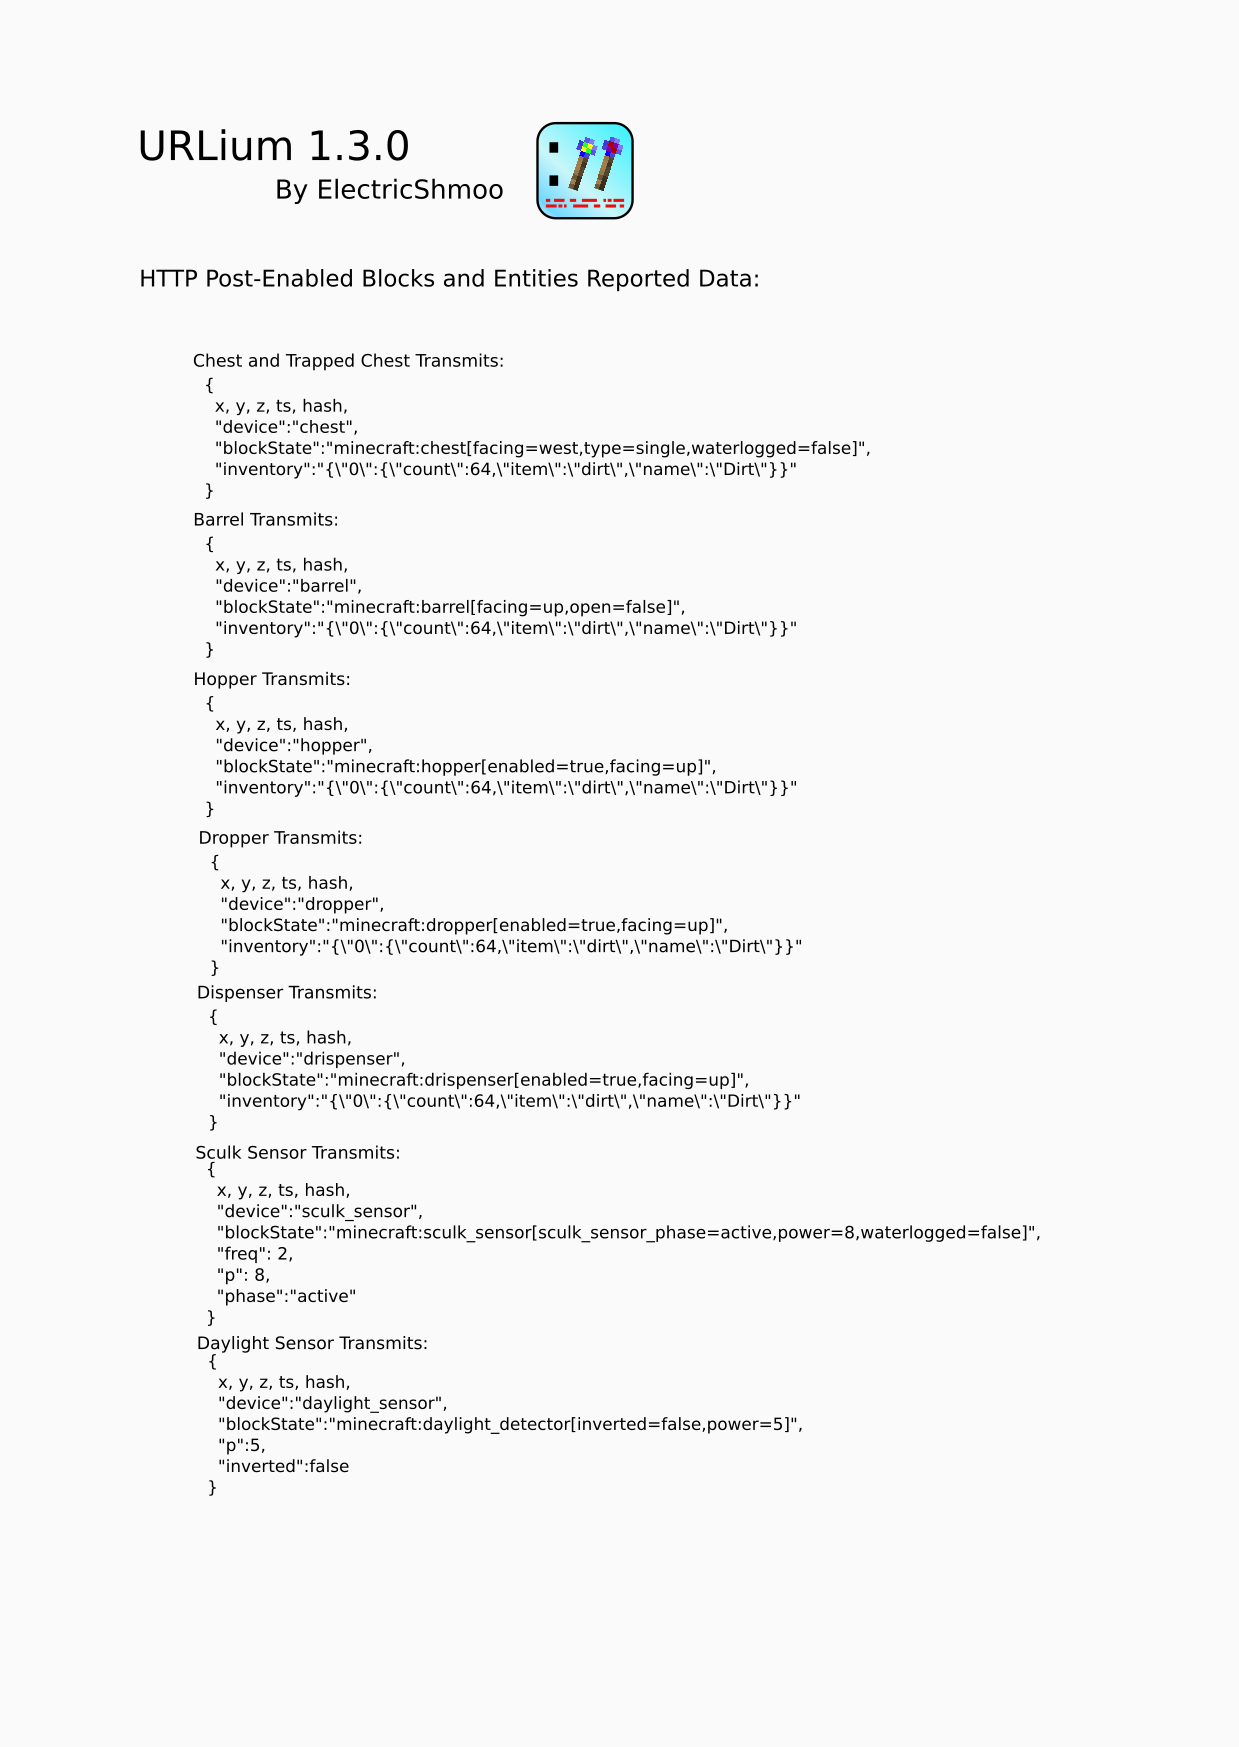 URLium 1.3.0
By ElectricShmoo
HTTP Post-Enabled Blocks and Entities Reported Data:
Chest and Trapped Chest Transmits:
{
x, y, z, ts, hash,
"device":"chest",
"blockState":"minecraft:chest[facing=west,type=single,waterlogged=false]",
"inventory":"{\"0\":{\"count\":64,\"item\":\"dirt\",\"name\":\"Dirt\"}}"
}
Barrel Transmits:
{
x, y, z, ts, hash,
"device":"barrel",
"blockState":"minecraft:barrel[facing=up,open=false]",
"inventory":"{\"0\":{\"count\":64,\"item\":\"dirt\",\"name\":\"Dirt\"}}"
}
Hopper Transmits:
{
x, y, z, ts, hash,
"device":"hopper",
"blockState":"minecraft:hopper[enabled=true,facing=up]",
"inventory":"{\"0\":{\"count\":64,\"item\":\"dirt\",\"name\":\"Dirt\"}}"
}
Dropper Transmits:
{
x, y, z, ts, hash,
"device":"dropper",
"blockState":"minecraft:dropper[enabled=true,facing=up]",
"inventory":"{\"0\":{\"count\":64,\"item\":\"dirt\",\"name\":\"Dirt\"}}"
}
Dispenser Transmits:
{
x, y, z, ts, hash,
"device":"drispenser",
"blockState":"minecraft:drispenser[enabled=true,facing=up]",
"inventory":"{\"0\":{\"count\":64,\"item\":\"dirt\",\"name\":\"Dirt\"}}"
}
Sculk Sensor Transmits:
{
x, y, z, ts, hash,
"device":"sculk_sensor",
"blockState":"minecraft:sculk_sensor[sculk_sensor_phase=active,power=8,waterlogged=false]",
"freq": 2,
"p": 8,
"phase":"active"
}
Daylight Sensor Transmits:
{
x, y, z, ts, hash,
"device":"daylight_sensor",
"blockState":"minecraft:daylight_detector[inverted=false,power=5]",
"p":5,
"inverted":false
}